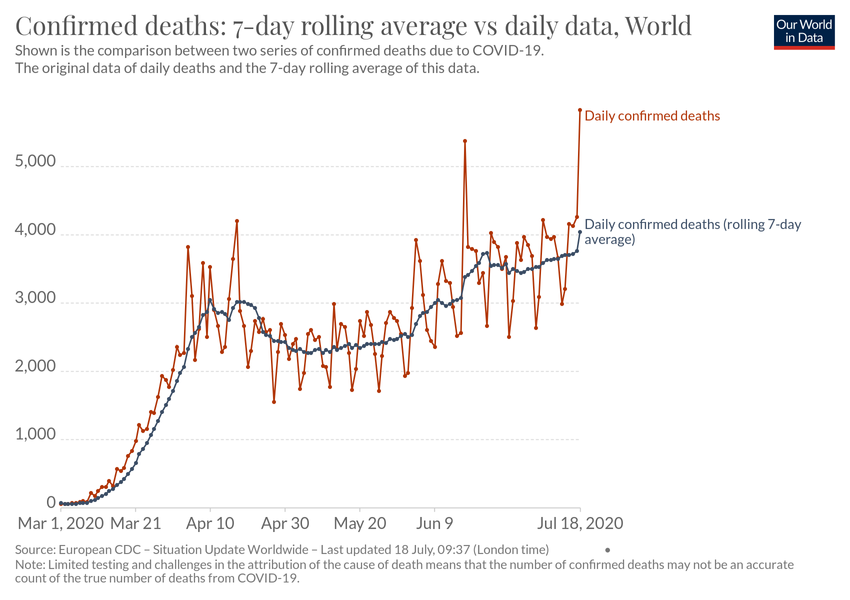 Confirmed deaths: 7-day rolling average vs daily data, World
Our World
in Data
Shown is the comparison between two series of confirmed deaths due to COVID-19.
The original data of daily deaths and the 7-day rolling average of this data.
Daily confirmed deaths
5,000
Daily confirmed deaths (rolling 7-day
average)
4,000
3,000
2,000
1,000
0
Mar 1, 2020 Mar 21 Apr 10 Apr 30 May 20 Jun 9 Jul 18, 2020
Source: European CDC – Situation Update Worldwide – Last updated 18 July, 09:37 (London time) •
Note: Limited testing and challenges in the attribution of the cause of death means that the number of confirmed deaths may not be an accurate
count of the true number of deaths from COVID-19.